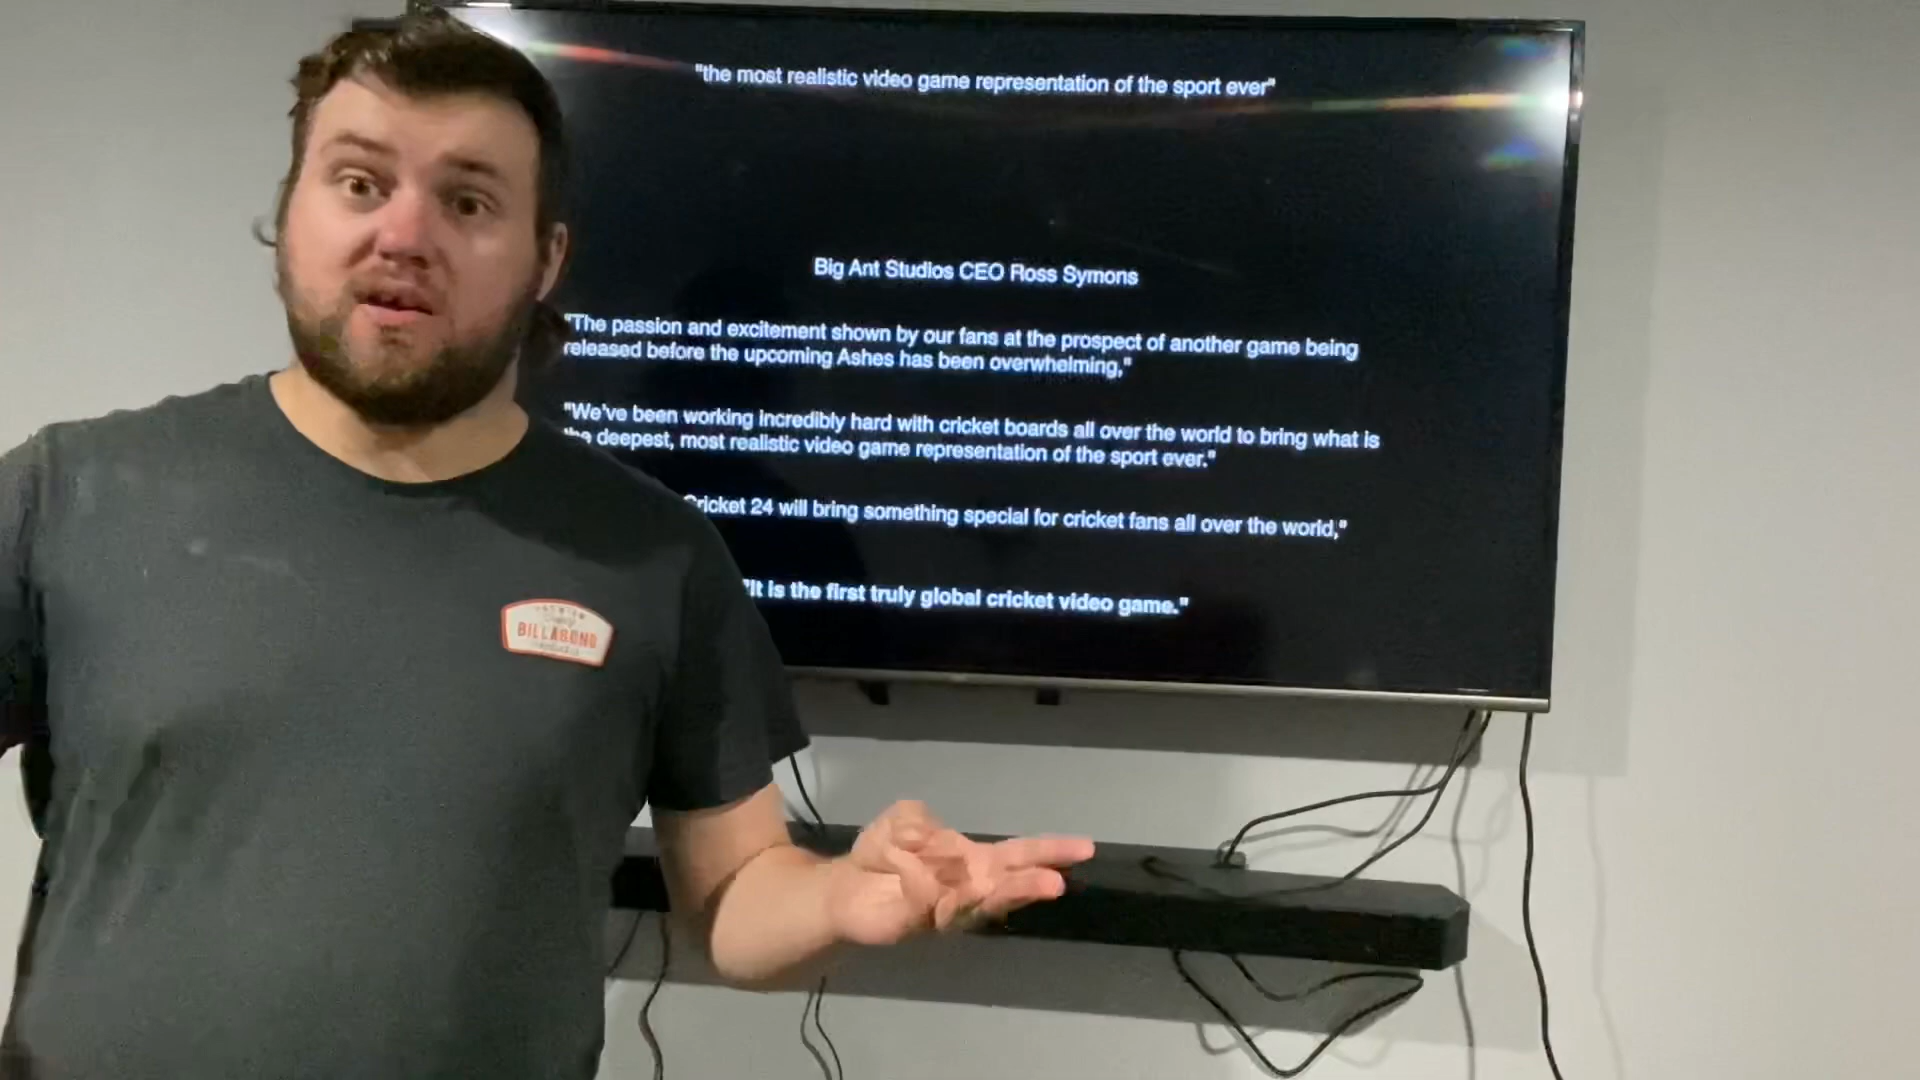 "the most realistic video game representation of the sport ever"
Big Ant Studios CEO Ross Symons
"The passion and excitement shown by our fans at the prospect of another game being
released before the upcoming Ashes has been overwhelming,"
"We've been working incredibly hard with cricket boards all over the world to bring what is
the deepest, most realistic video game representation of the sport ever."
Cricket 24 will bring something special for cricket fans all over the world,"
"It is the first truly global cricket video game."
BILLABONG